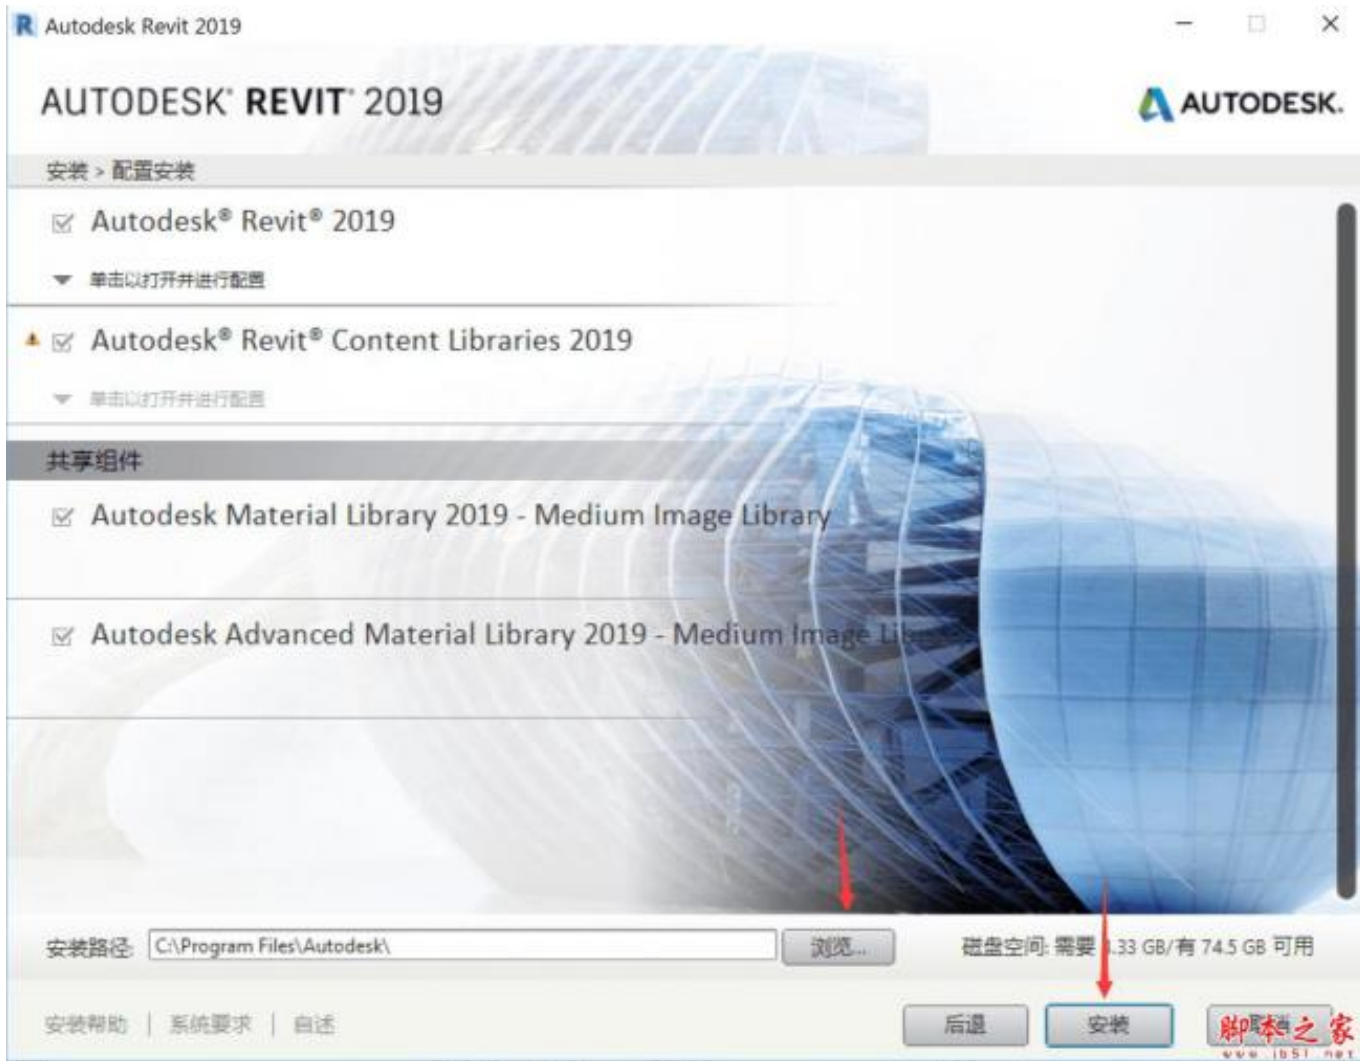 Autodesk Revit 2019
AUTODESK® REVIT® 2019
AUTODESK.
安装 > 配置安装
Autodesk® Revit® 2019
单击以打开并进行配置
Autodesk® Revit® Content Libraries 2019
单击以打开并进行配置
共享组件
Autodesk Material Library 2019 - Medium Image Library
Autodesk Advanced Material Library 2019 - Medium Image
安装路径: C:\Program Files\Autodesk\ 浏览... 磁盘空间: 需要 .33 GB/有 74.5 GB 可用
安装帮助 | 系统要求 | 自述 后退 安装
脚本之家
www.jb51.net